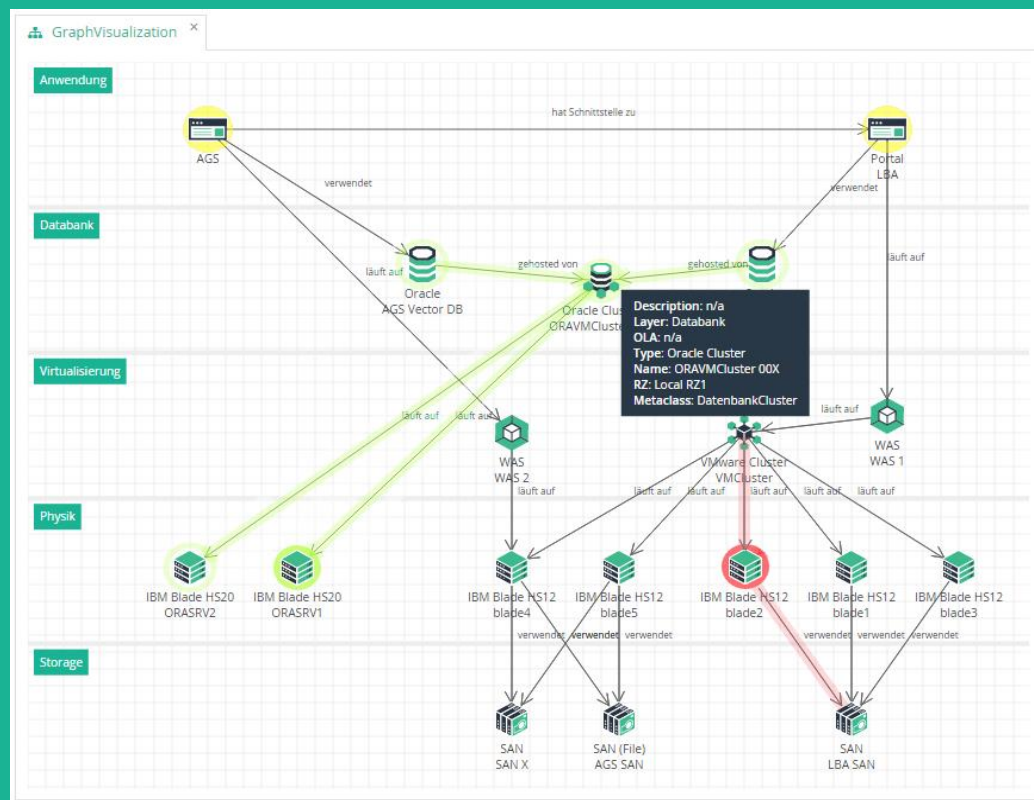 GraphVisualization ×
Anwendung
hat Schnittstelle zu
AGS
Portal
LBA
verwendet
verwendet
Databank
läuft auf
gehosted von
gehosted von
läuft auf
Oracle
AGS Vector DB
Oracle Clu
ORAVMCluste
Description: n/a
Layer: Databank
OLA: n/a
Type: Oracle Cluster
Name: ORAVMCluster 00X
RZ: Local RZ1
Metaclass: DatenbankCluster
Virtualisierung
läuft auf
läuft auf
läuft auf
WAS
WAS 2
VMware Cluster
VMCluster
WAS
WAS 1
läuft auf
läuft auf
läuft auf
läuft auf
läuft auf
läuft auf
Physik
IBM Blade HS20
ORASRV2
IBM Blade HS20
ORASRV1
IBM Blade HS12
blade4
IBM Blade HS12
blade5
IBM Blade HS12
blade2
IBM Blade HS12
blade1
IBM Blade HS12
blade3
verwendet
verwendet
verwendet
verwendet
verwendet
verwendet
Storage
SAN
SAN X
SAN (File)
AGS SAN
SAN
LBA SAN